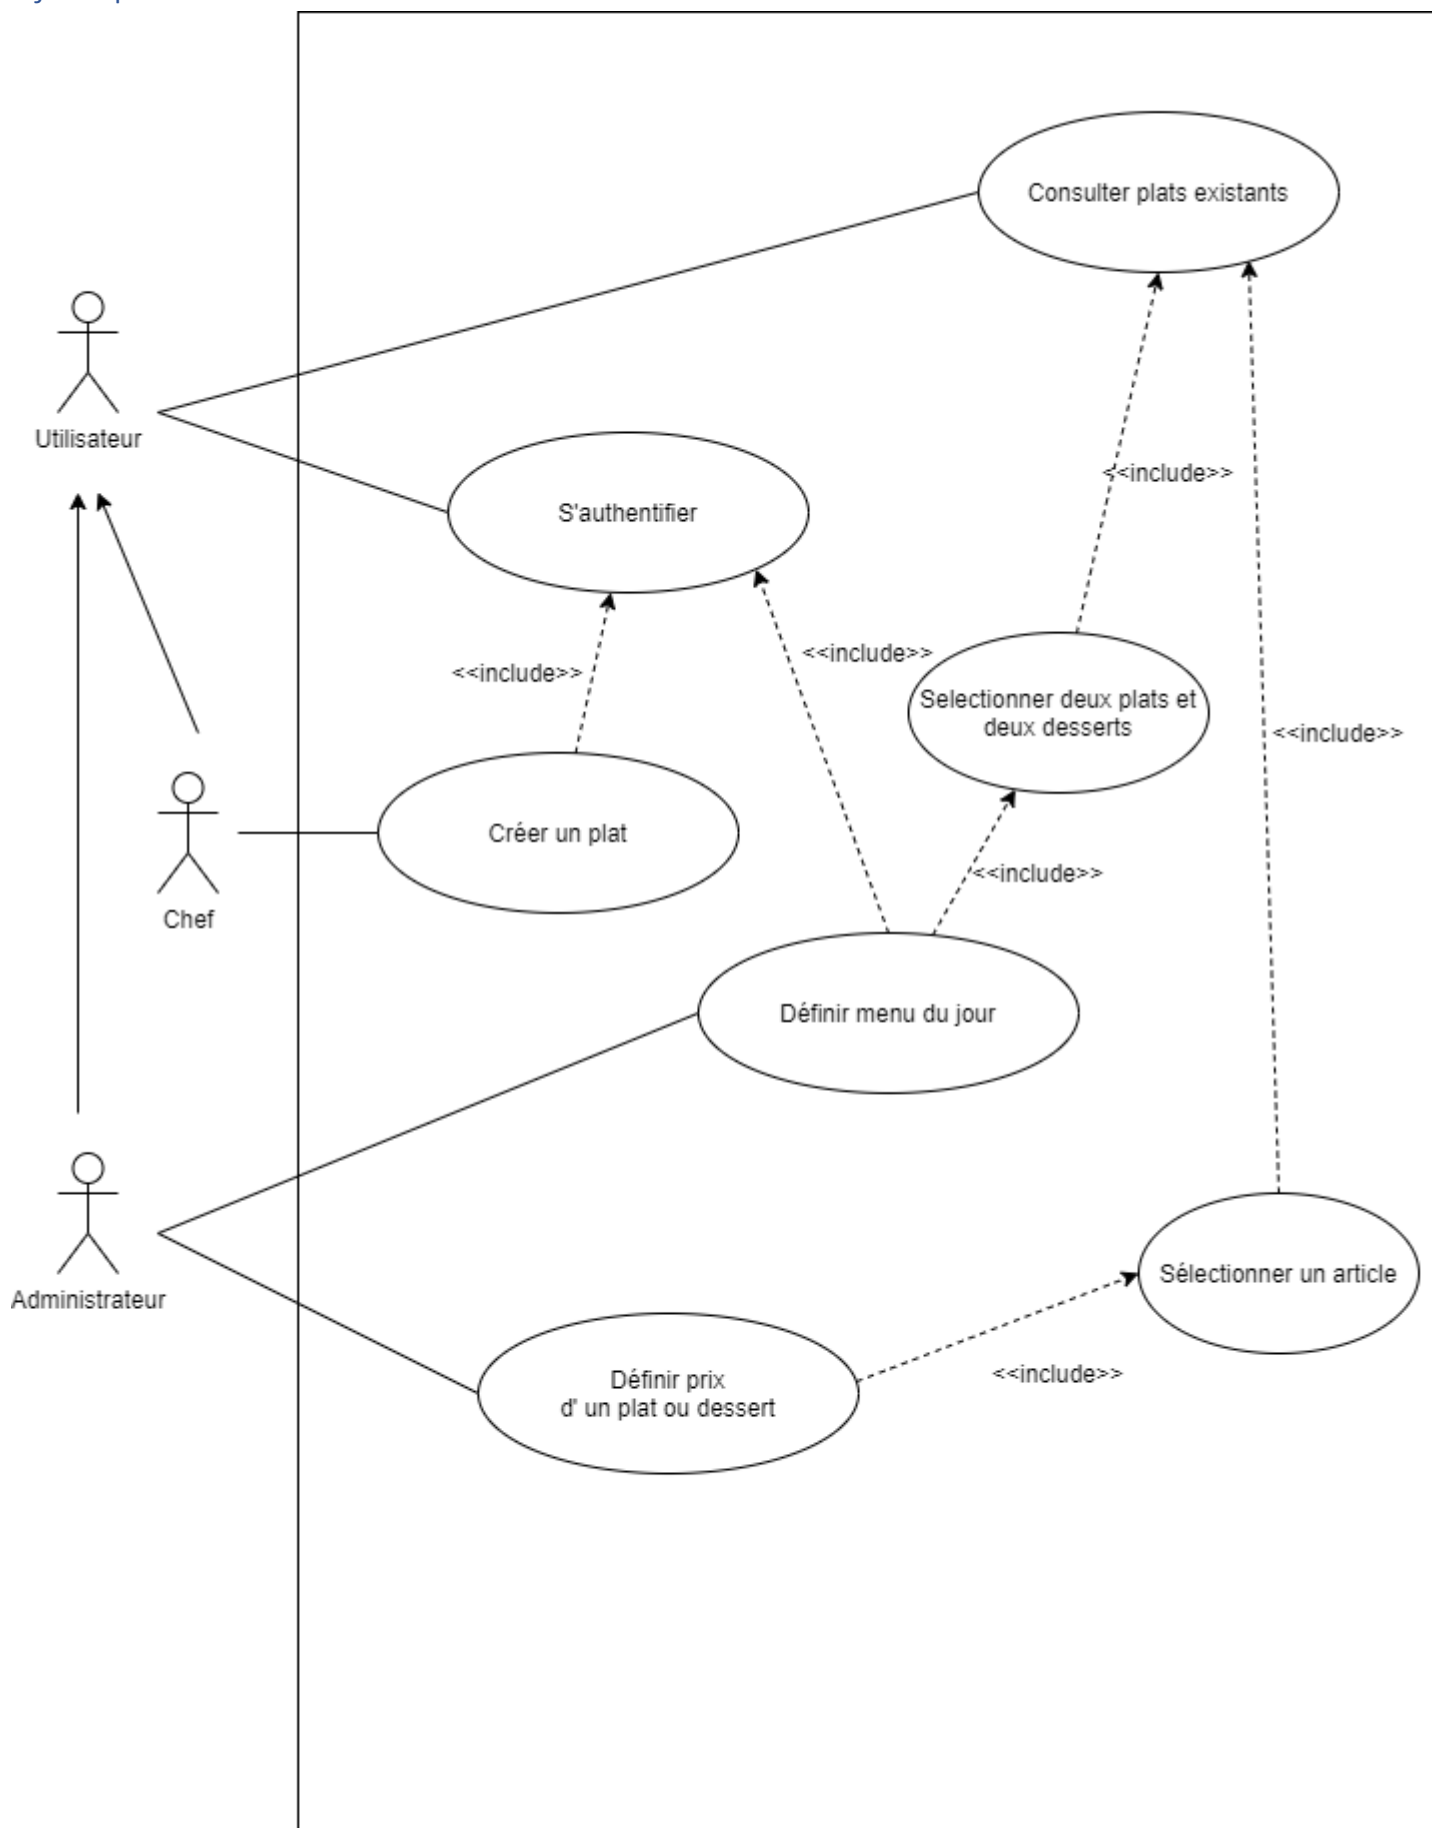 Consulter plats existants
Utilisateur
<<include>>
S'authentifier
<<include>>
<<include>>
Selectionner deux plats et
deux desserts
<<include>>
Créer un plat
<<include>>
Chef
Définir menu du jour
Administrateur
Sélectionner un article
Définir prix
d' un plat ou dessert
<<include>>